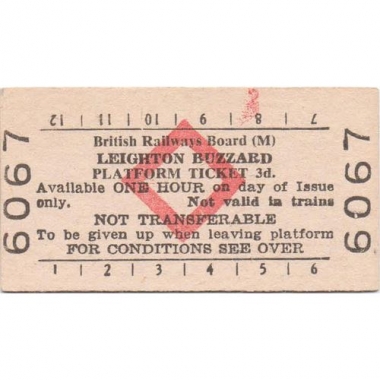 12 11 10 9 8 7
British Railways Board (M)
LEIGHTON BUZZARD
PLATFORM TICKET 3d.
Available ONE HOUR on day of Issue
only. Not valid in trains
NOT TRANSFERABLE
To be given up when leaving platform
FOR CONDITIONS SEE OVER
1 2 3 4 5 6
6067
6067